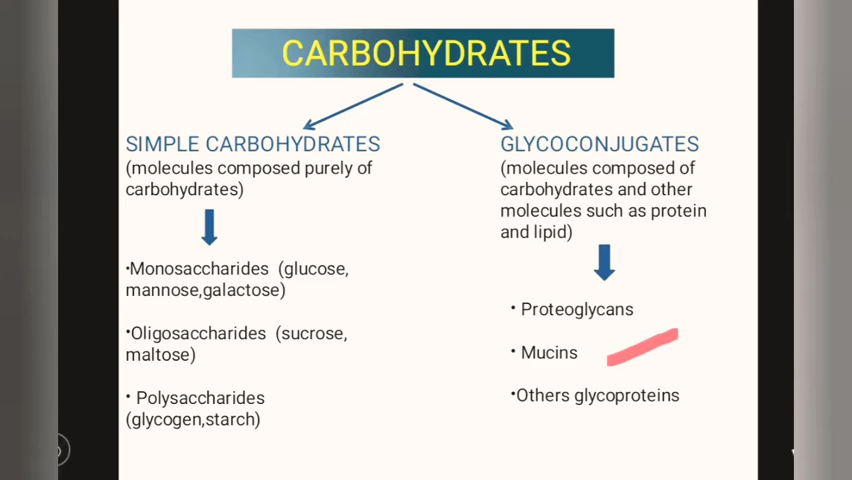 CARBOHYDRATES
SIMPLE CARBOHYDRATES
(molecules composed purely of
carbohydrates)
•Monosaccharides (glucose,
mannose,galactose)
•Oligosaccharides (sucrose,
maltose)
• Polysaccharides
(glycogen,starch)
GLYCOCONJUGATES
(molecules composed of
carbohydrates and other
molecules such as protein
and lipid)
• Proteoglycans
• Mucins
•Others glycoproteins